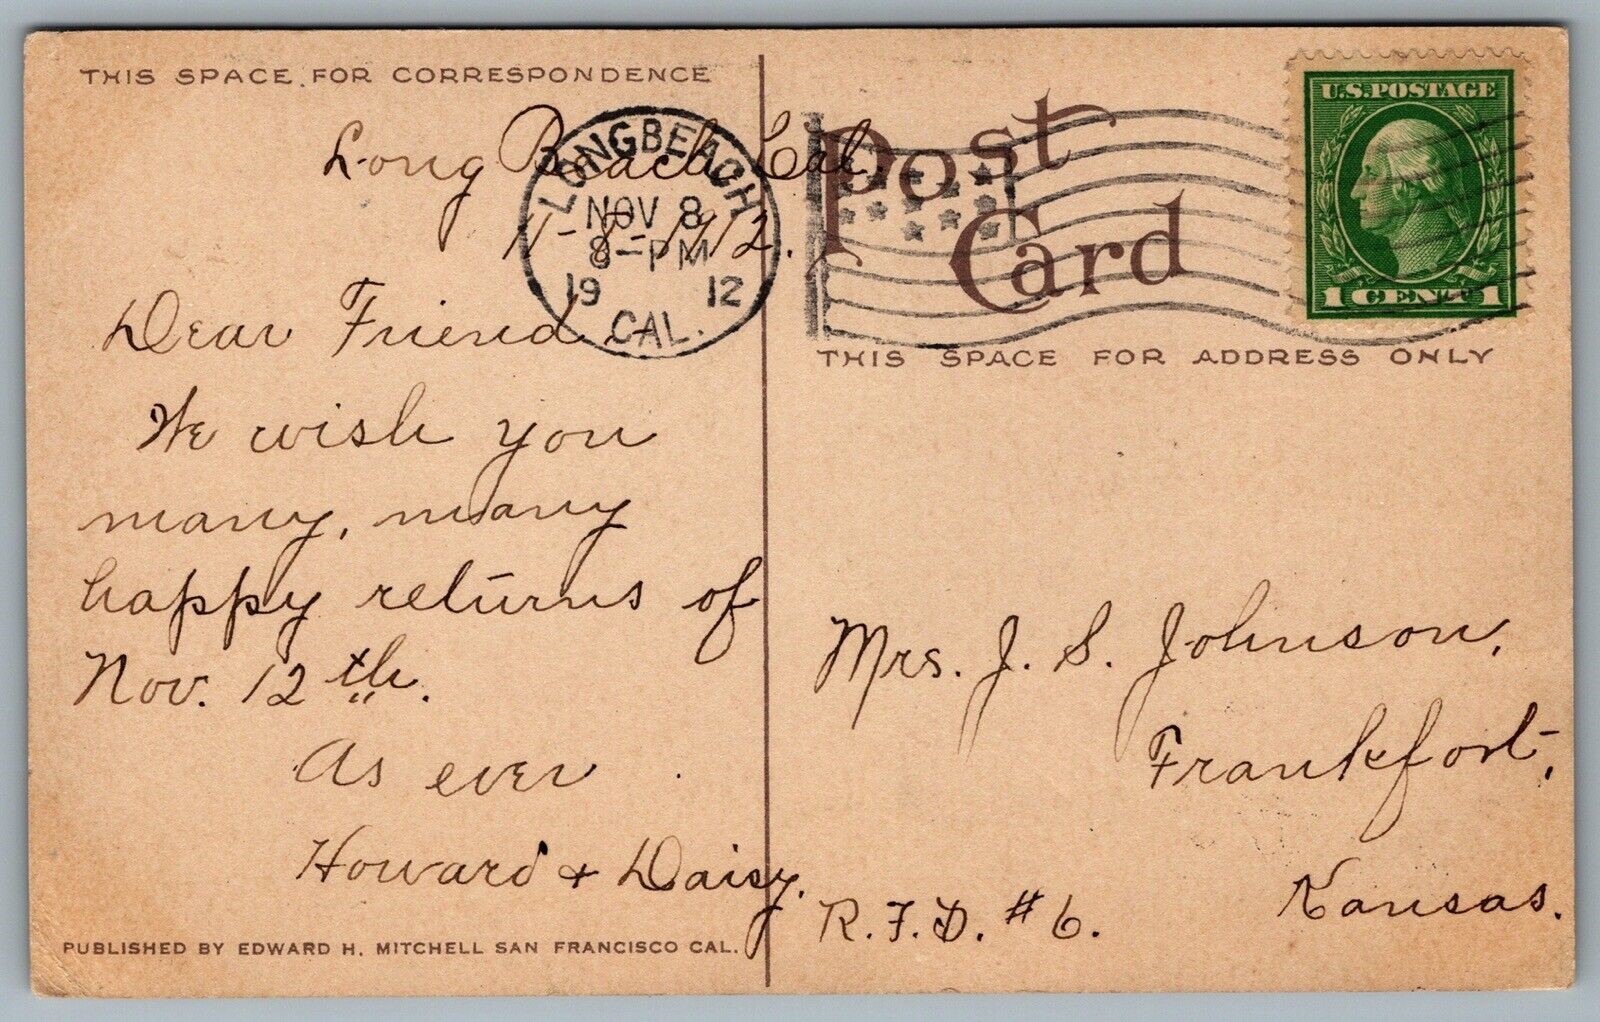 THIS SPACE FOR CORRESPONDENCE
Long Beach Cal.
11-8-1912.
LONG BEACH
NOV 8
8-PM
19 12
CAL.
Dear Friend
We wish you
many, many
happy returns of
Nov. 12th.
As ever
Howard + Daisy.
PUBLISHED BY EDWARD H. MITCHELL SAN FRANCISCO CAL.
Post
Card
THIS SPACE FOR ADDRESS ONLY
U.S. POSTAGE
1 CENT 1
Mrs. J. S. Johnson,
Frankfort,
Kansas.
R.F.D. #6.